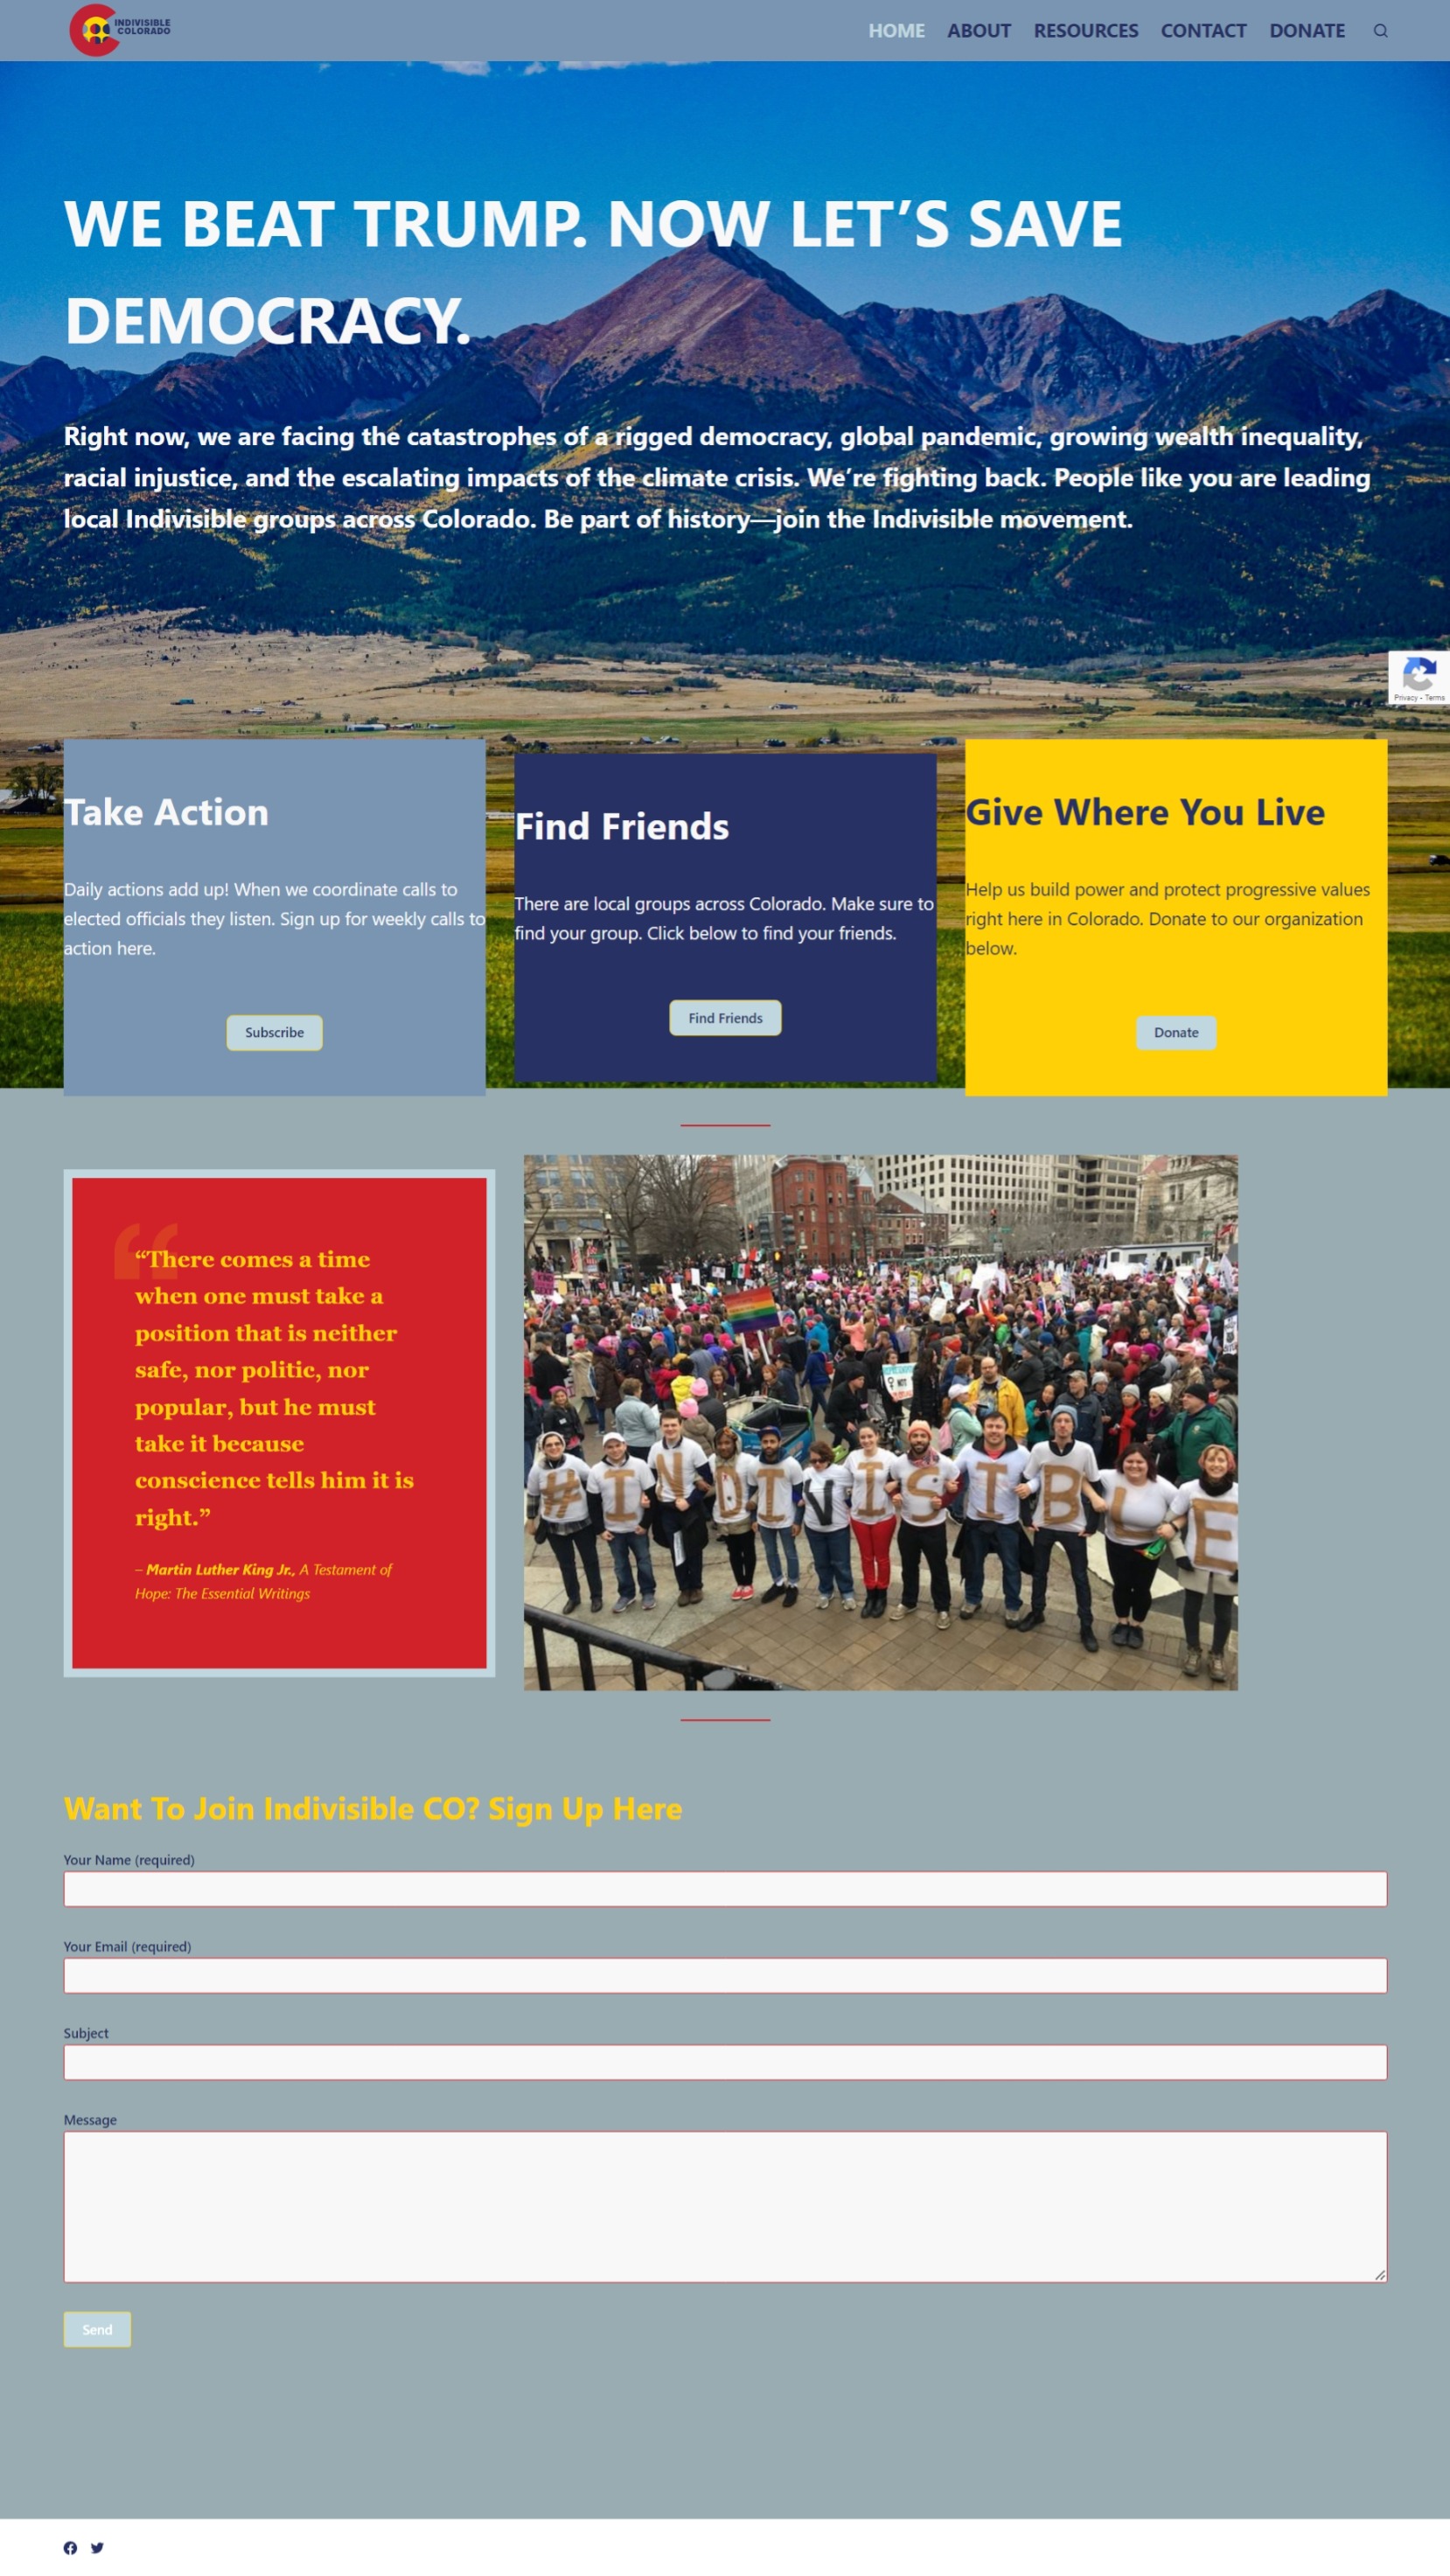 INDIVISIBLE
COLORADO
HOME ABOUT RESOURCES CONTACT DONATE
WE BEAT TRUMP. NOW LET’S SAVE
DEMOCRACY.
Right now, we are facing the catastrophes of a rigged democracy, global pandemic, growing wealth inequality,
racial injustice, and the escalating impacts of the climate crisis. We’re fighting back. People like you are leading
local Indivisible groups across Colorado. Be part of history—join the Indivisible movement.
Privacy - Terms
Take Action
Daily actions add up! When we coordinate calls to
elected officials they listen. Sign up for weekly calls to
action here.
Subscribe
Find Friends
There are local groups across Colorado. Make sure to
find your group. Click below to find your friends.
Find Friends
Give Where You Live
Help us build power and protect progressive values
right here in Colorado. Donate to our organization
below.
Donate
“There comes a time
when one must take a
position that is neither
safe, nor politic, nor
popular, but he must
take it because
conscience tells him it is
right.”
– Martin Luther King Jr., A Testament of
Hope: The Essential Writings
#INDIVISIBLE
Want To Join Indivisible CO? Sign Up Here
Your Name (required)
Your Email (required)
Subject
Message
Send